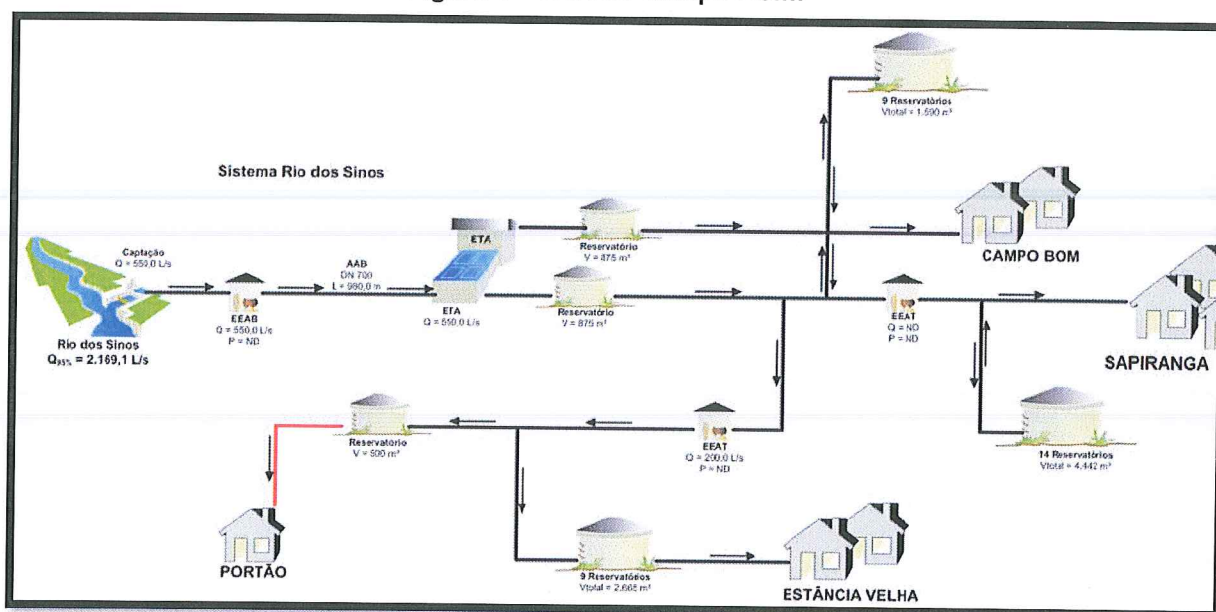 Sistema Rio dos Sinos
9 Reservatórios
Vtotal = 1.590 m³
Captação
Q = 550,0 L/s
Rio dos Sinos
Q95% = 2.169,1 L/s
EEAB
Q = 550,0 L/s
P = ND
AAB
DN 700
L = 980,0 m
ETA
ETA
Q = 550,0 L/s
Reservatório
V = 875 m³
Reservatório
V = 875 m³
CAMPO BOM
EEAT
Q = ND
P = ND
SAPIRANGA
14 Reservatórios
Vtotal = 4.442 m³
EEAT
Q = 200,0 L/s
P = ND
Reservatório
V = 500 m³
PORTÃO
9 Reservatórios
Vtotal = 2.665 m³
ESTÂNCIA VELHA